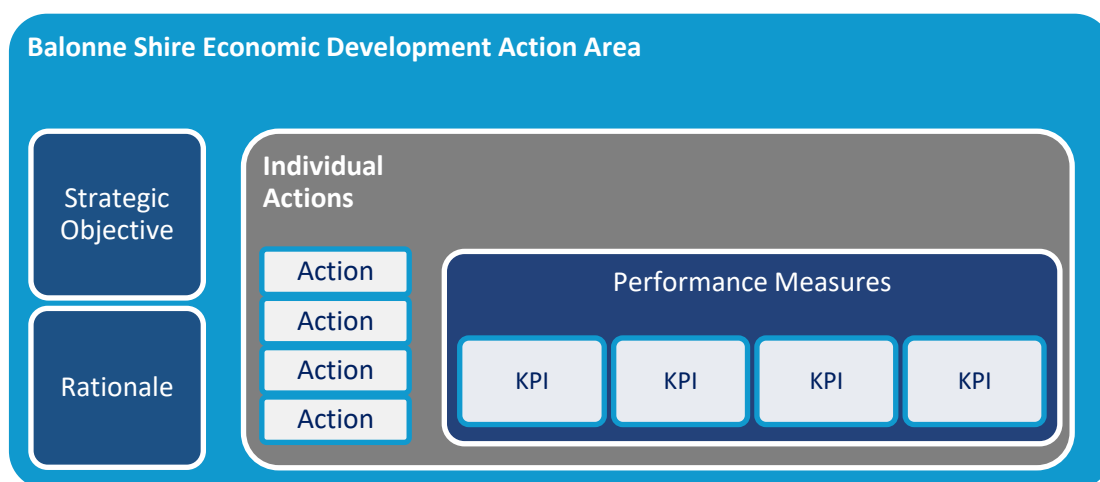 Balonne Shire Economic Development Action Area
Strategic
Objective
Rationale
Individual
Actions
Action
Action
Action
Action
Performance Measures
KPI
KPI
KPI
KPI